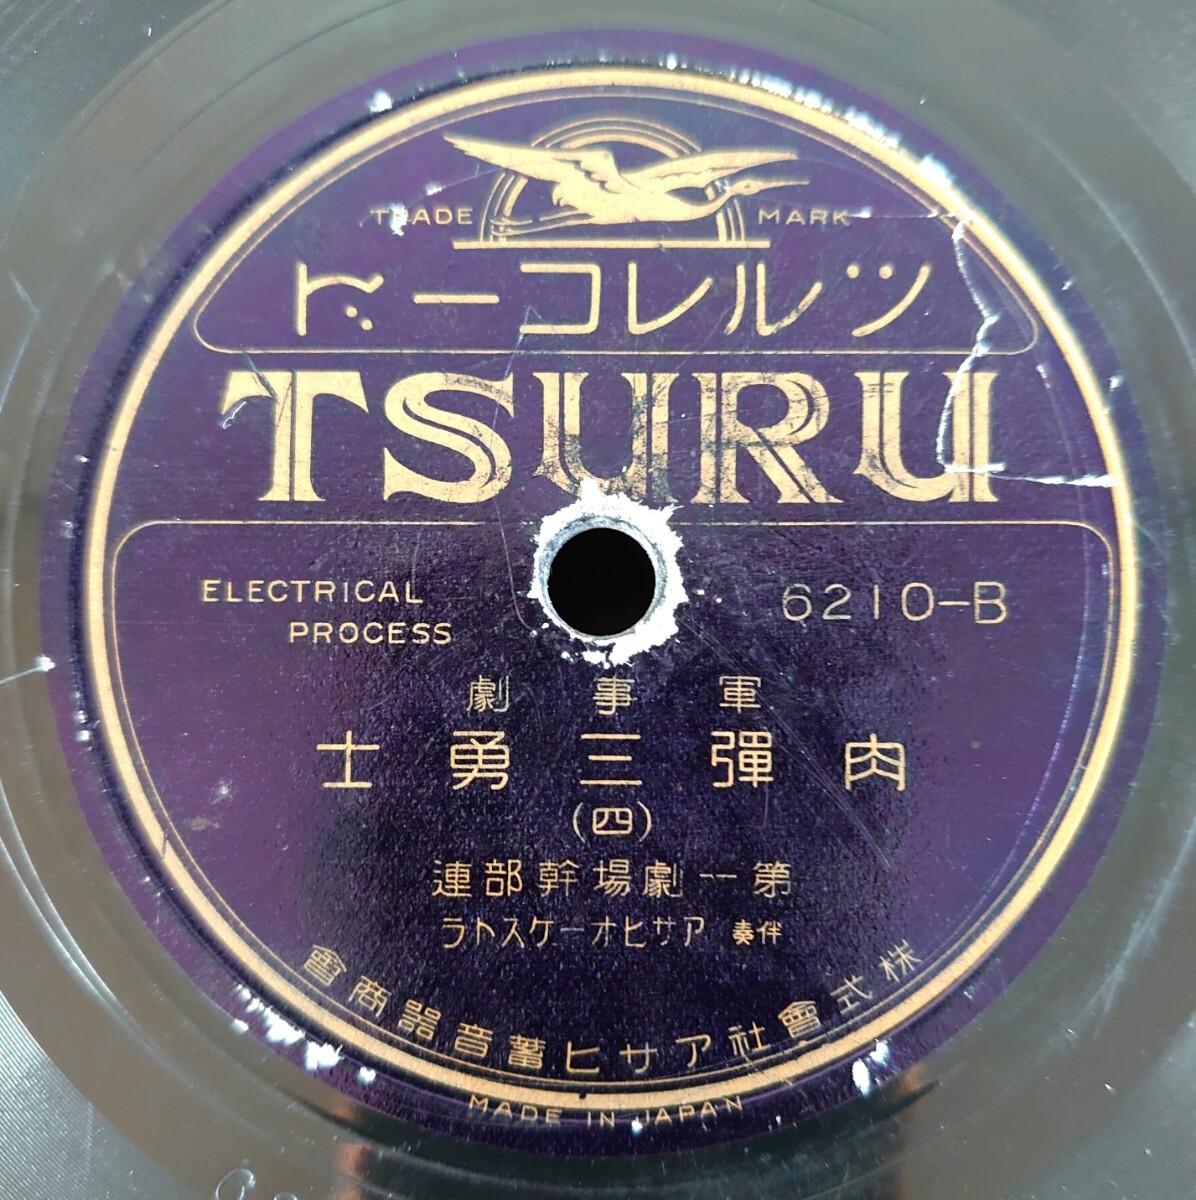 TRADE MARK
ツルレコード
TSURU
ELECTRICAL
PROCESS
6210-B
軍事劇
肉彈三勇士
(四)
第一劇場幹部連
伴奏 アサヒオーケストラ
株式會社アサヒ蓄音器商會
MADE IN JAPAN